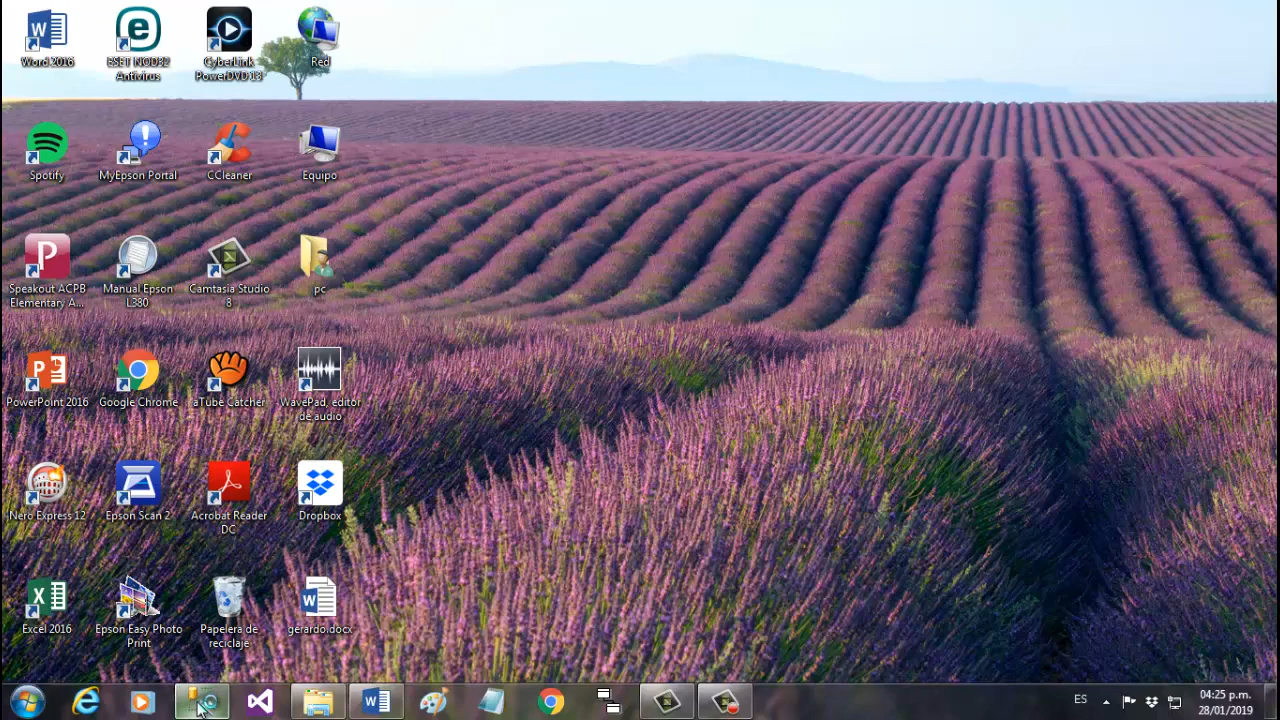 Word 2016
ESET NOD32
Antivirus
CyberLink
PowerDVD 13
Red
Spotify
MyEpson Portal
CCleaner
Equipo
Speakout ACPB
Elementary A...
Manual Epson
L380
Camtasia Studio
8
pc
PowerPoint 2016
Google Chrome
aTube Catcher
WavePad, editor
de audio
Nero Express 12
Epson Scan 2
Acrobat Reader
DC
Dropbox
Excel 2016
Epson Easy Photo
Print
Papelera de
reciclaje
gerardo.docx
ES
04:25 p.m.
28/01/2019